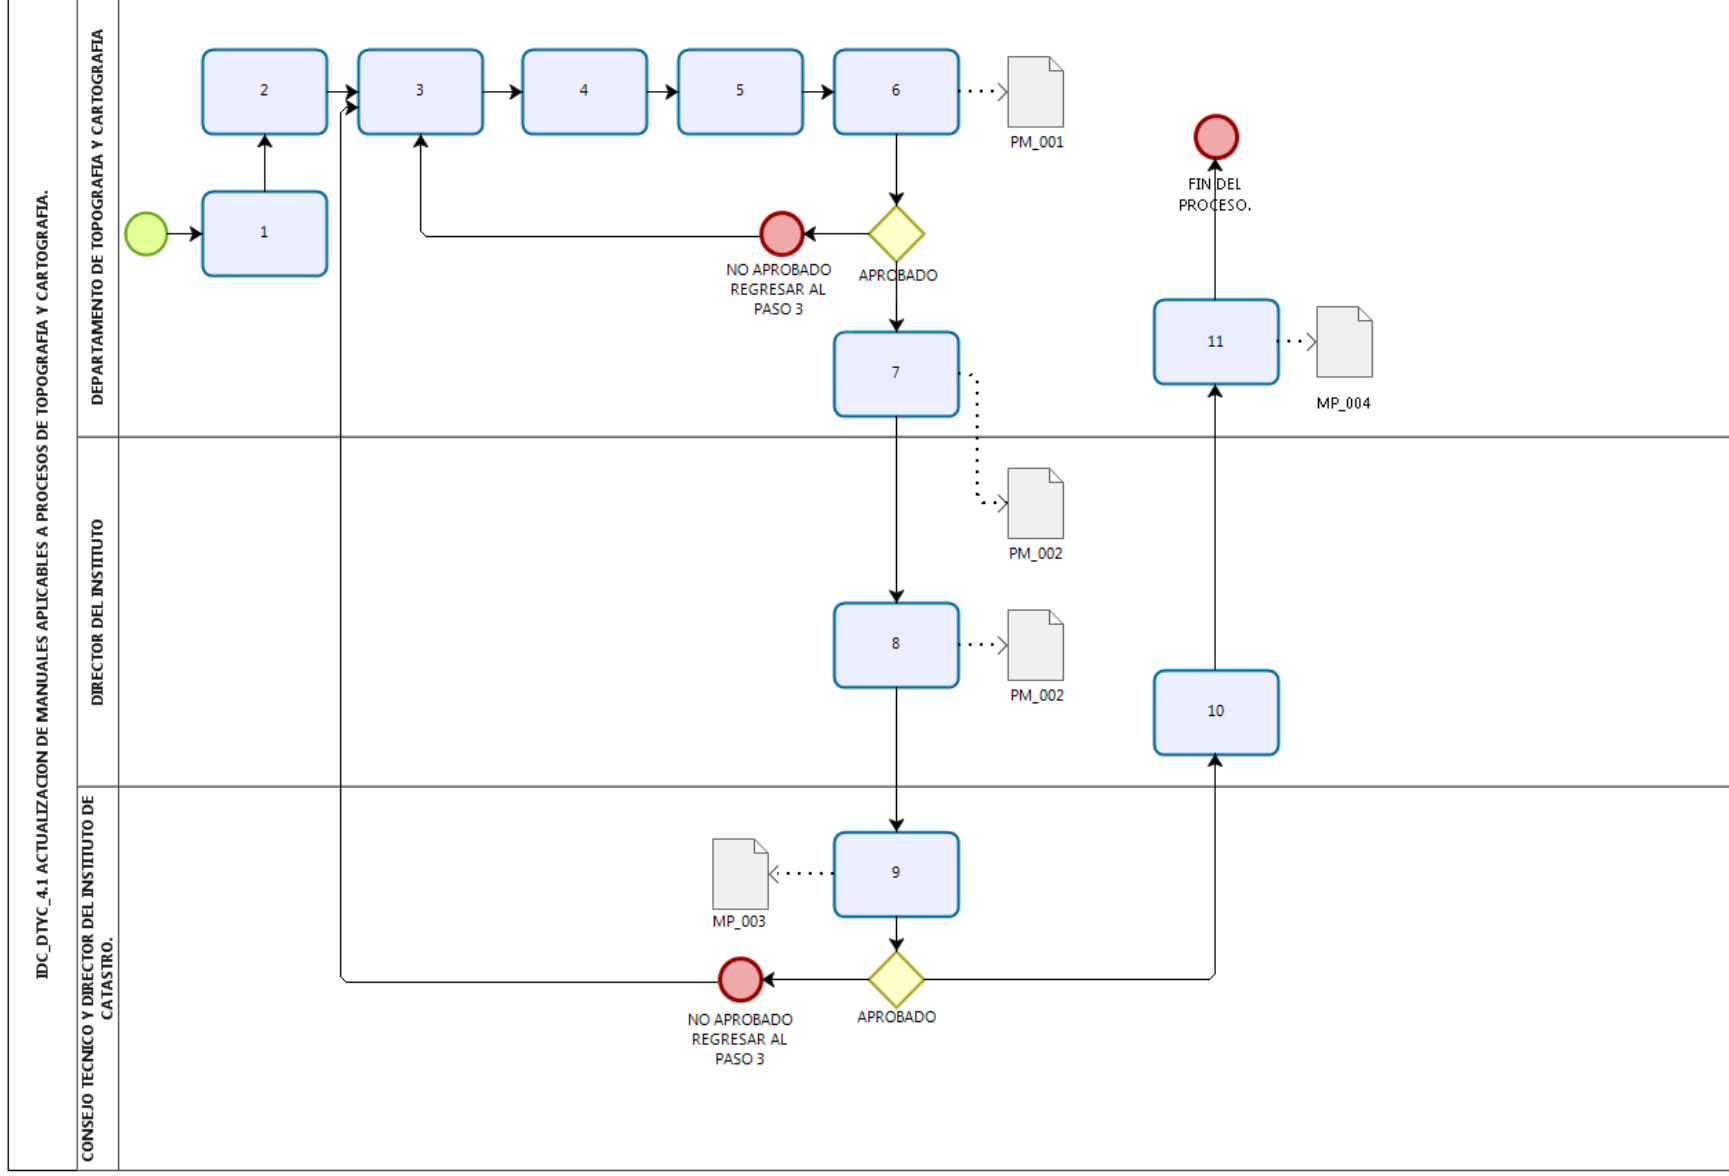 IDC_DTYC_4.1 ACTUALIZACION DE MANUALES APLICABLES A PROCESOS DE TOPOGRAFIA Y CARTOGRAFIA.
DEPARTAMENTO DE TOPOGRAFIA Y CARTOGRAFIA
2
3
4
5
6
PM_001
1
NO APROBADO
REGRESAR AL
PASO 3
APROBADO
FIN DEL
PROCESO.
7
11
MP_004
DIRECTOR DEL INSTITUTO
PM_002
8
PM_002
10
CONSEJO TECNICO Y DIRECTOR DEL INSTITUTO DE
CATASTRO.
9
MP_003
NO APROBADO
REGRESAR AL
PASO 3
APROBADO